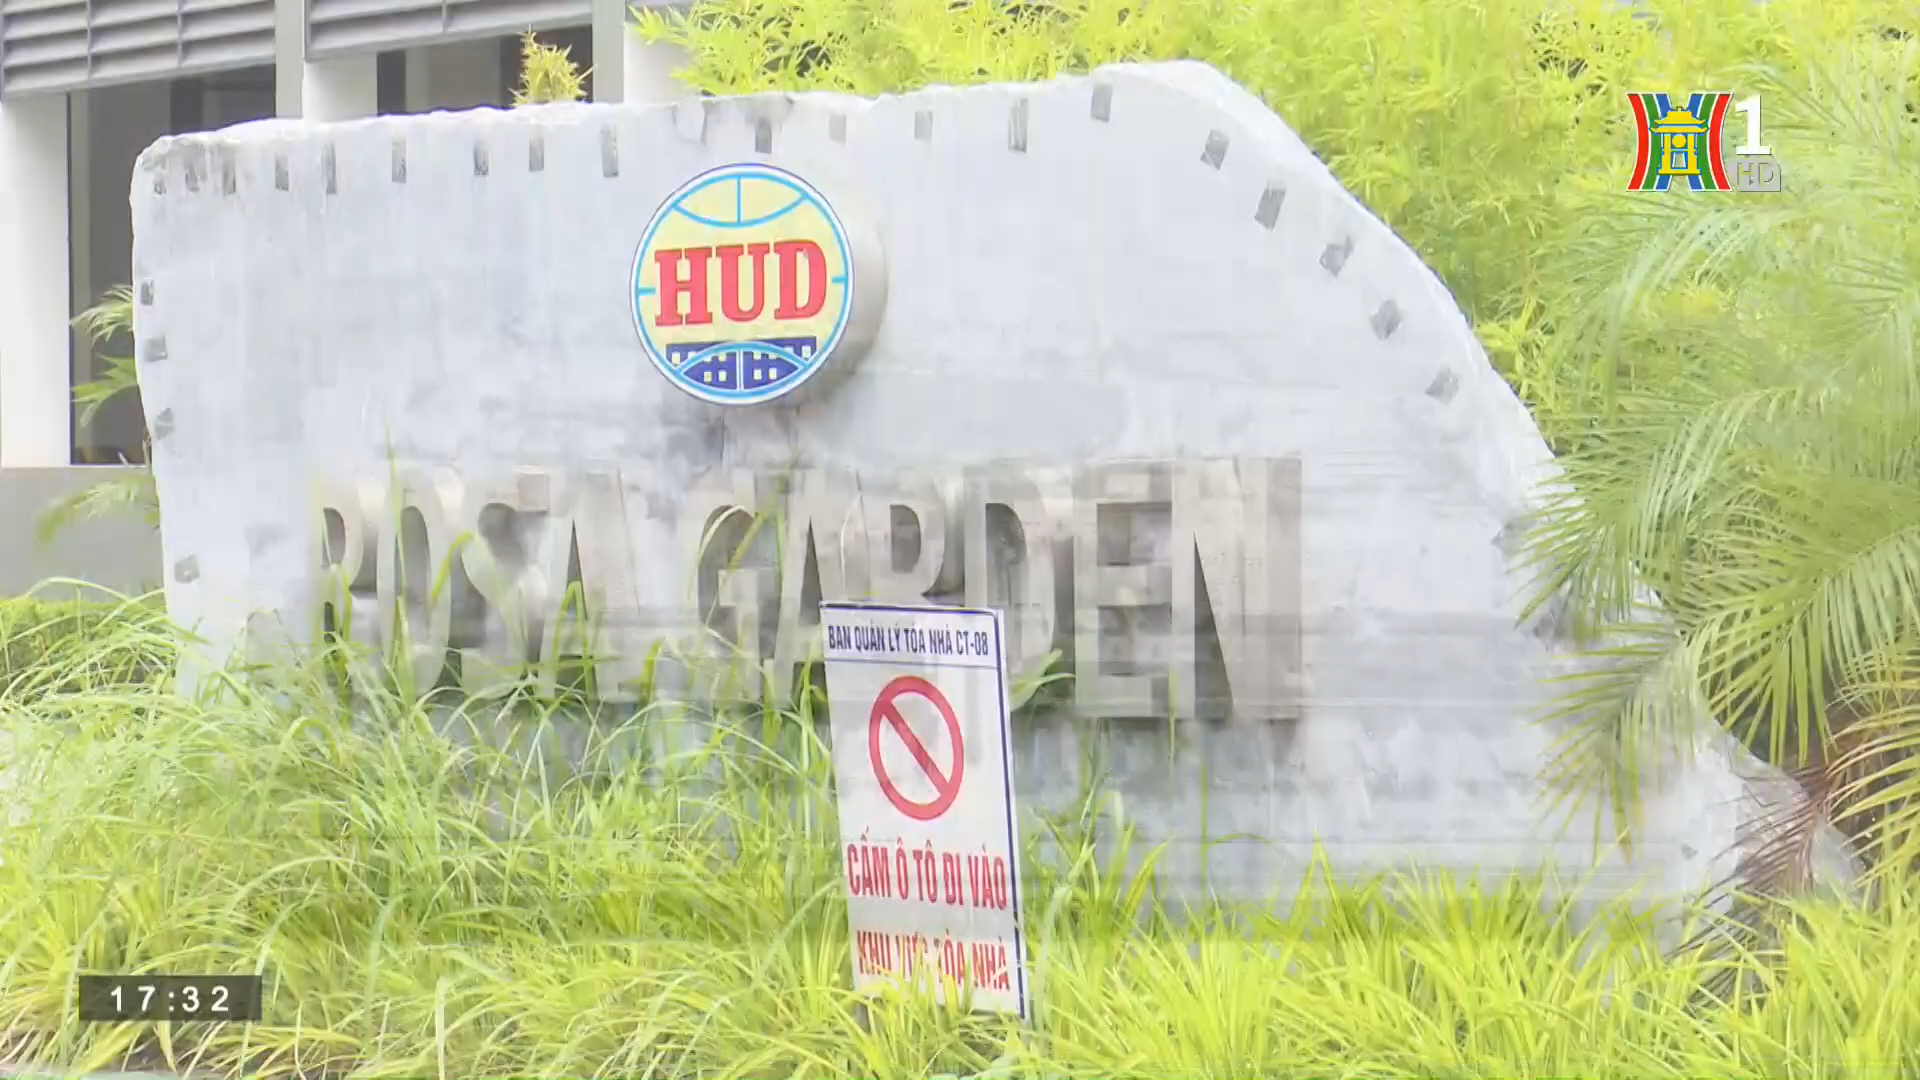 1
HD
HUD
ROSA GARDEN
BAN QUẢN LÝ TÒA NHÀ CT-08
CẤM Ô TÔ ĐI VÀO
KHU VỰC TÒA NHÀ
17:32